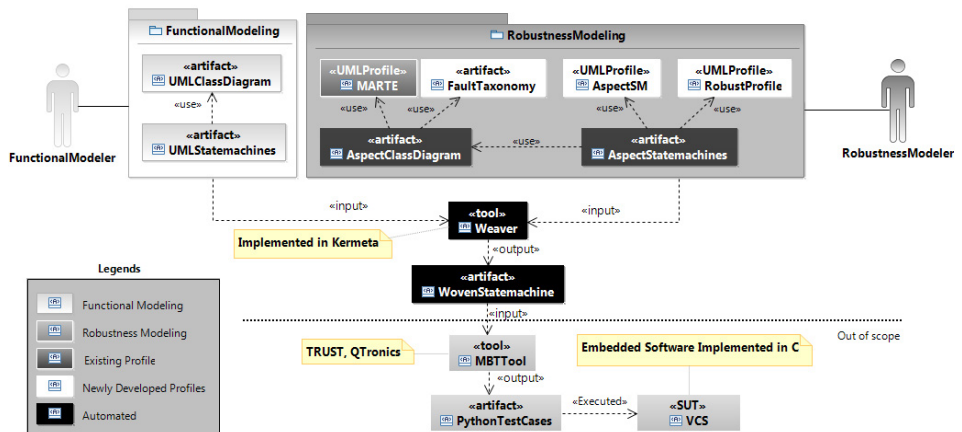 FunctionalModeling
«artifact»
UMLClassDiagram
«use»
«artifact»
UMLStatemachines
FunctionalModeler
RobustnessModeling
«UMLProfile»
MARTE
«artifact»
FaultTaxonomy
«UMLProfile»
AspectSM
«UMLProfile»
RobustProfile
«use»
«use»
«use»
«use»
«artifact»
AspectClassDiagram
«use»
«artifact»
AspectStatemachines
RobustnessModeler
«input»
«tool»
Weaver
«input»
Implemented in Kermeta
«output»
«artifact»
WovenStatemachine
«input»
Out of scope
TRUST, QTronics
«tool»
MBTTool
Embedded Software Implemented in C
«output»
«artifact»
PythonTestCases
«Executed»
«SUT»
VCS
Legends
Functional Modeling
Robustness Modeling
Existing Profile
Newly Developed Profiles
Automated